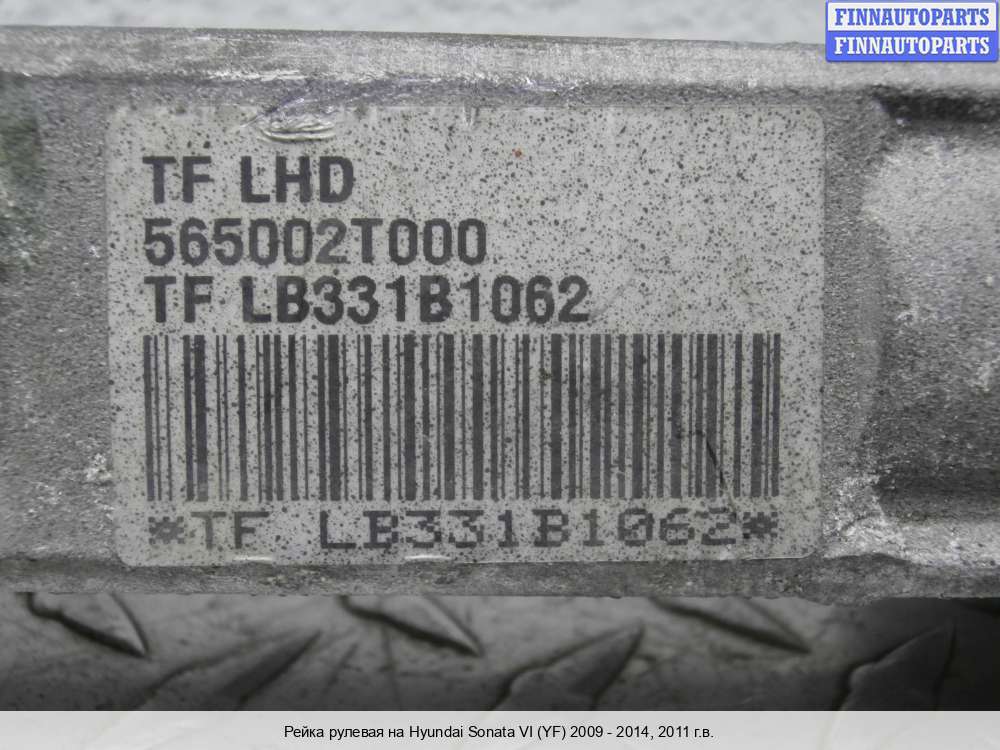 FINNAUTOPARTS
FINNAUTOPARTS
TF LHD
565002T000
TF LB331B1062
*TF LB331B1062*
Рейка рулевая на Hyundai Sonata VI (YF) 2009 - 2014, 2011 г.в.